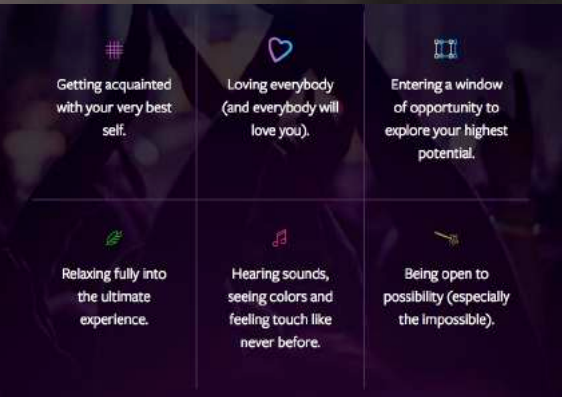 Getting acquainted
with your very best
self.
Loving everybody
(and everybody will
love you).
Entering a window
of opportunity to
explore your highest
potential.
Relaxing fully into
the ultimate
experience.
Hearing sounds,
seeing colors and
feeling touch like
never before.
Being open to
possibility (especially
the impossible).